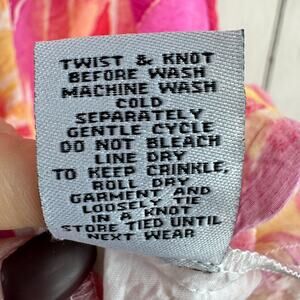 TWIST & KNOT
BEFORE WASH
MACHINE WASH
COLD
SEPARATELY
GENTLE CYCLE
DO NOT BLEACH
LINE DRY
TO KEEP CRINKLE,
ROLL DRY
GARMENT AND
LOOSELY TIE
IN A KNOT
STORE TIED UNTIL
NEXT WEAR